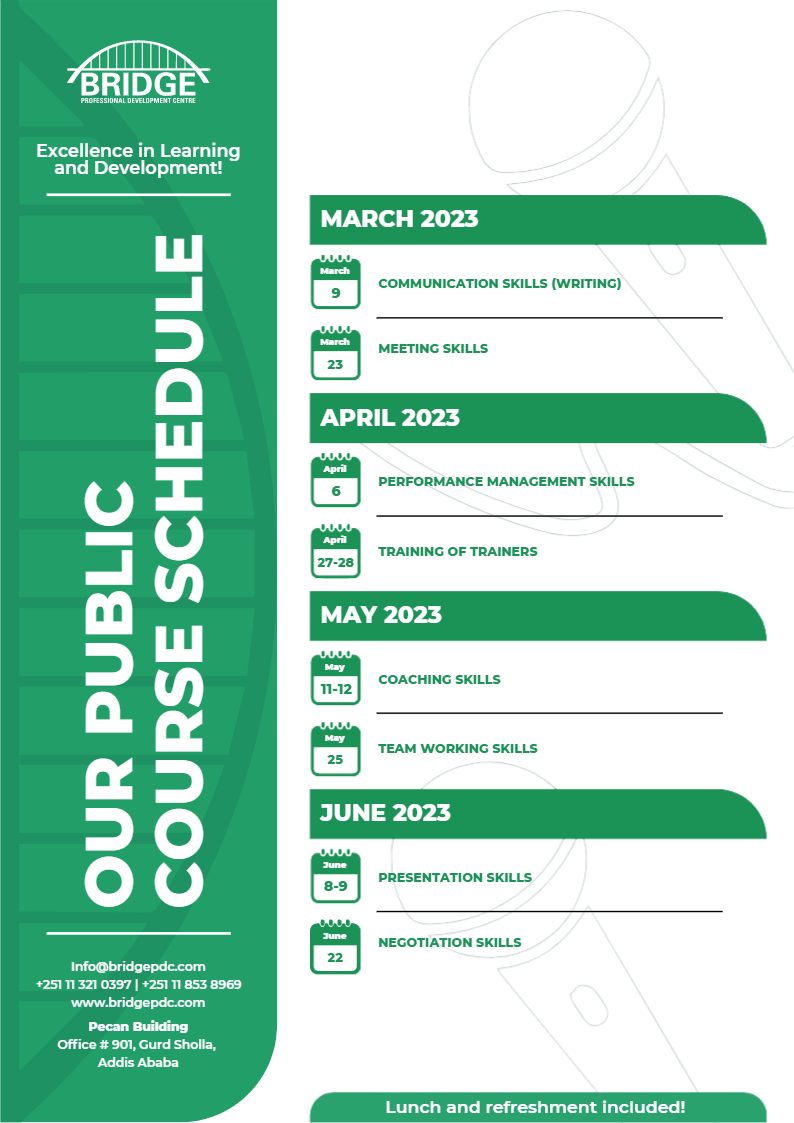 BRIDGE
PROFESSIONAL DEVELOPMENT CENTRE
Excellence in Learning
and Development!
OUR PUBLIC
COURSE SCHEDULE
Info@bridgepdc.com
+251 11 321 0397 | +251 11 853 8969
www.bridgepdc.com
Pecan Building
Office # 901, Gurd Sholla,
Addis Ababa
MARCH 2023
March
9
COMMUNICATION SKILLS (WRITING)
March
23
MEETING SKILLS
APRIL 2023
April
6
PERFORMANCE MANAGEMENT SKILLS
April
27-28
TRAINING OF TRAINERS
MAY 2023
May
11-12
COACHING SKILLS
May
25
TEAM WORKING SKILLS
JUNE 2023
June
8-9
PRESENTATION SKILLS
June
22
NEGOTIATION SKILLS
Lunch and refreshment included!